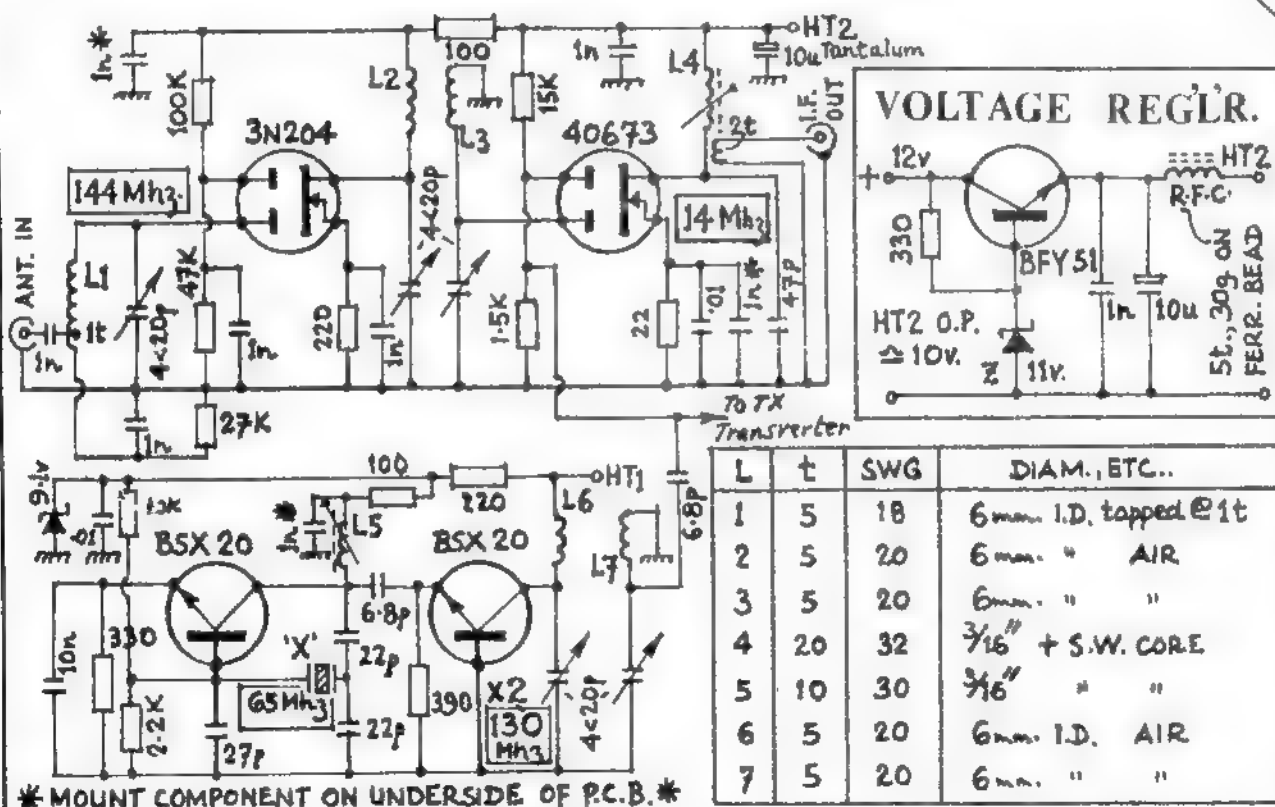 1n*
100K
L2
100
L3
15K
1n
L4
HT2
10u Tantalum
2t
I.F. OUT
3N204
40673
144 Mhz.
14 Mhz
ANT. IN
1n
L1
1t
4<20p
47K
1n
220
1n
4<20p
1.5K
22
.01
1n*
47p
1n
27K
To TX
Transverter
VOLTAGE REG'L'R.
+ 12v
HT2
330
BFY51
R.F.C.
1n
10u
5t., 30g ON
FERR. BEAD
HT2 O.P.
≏ 10v.
Z 11v.
9.1v
.01
BSX 20
1n*
L5
100
220
BSX 20
L6
HT1
L7
6.8p
10n
330
2.2K
27p
'X'
65 Mhz
6.8p
22p
22p
390
X2
130
Mhz
4<20p
L t SWG DIAM., ETC..
1 5 18 6mm. I.D. tapped @ 1t
2 5 20 6mm. " AIR
3 5 20 6mm. " "
4 20 32 3/16" + S.W. CORE
5 10 30 3/16" " "
6 5 20 6mm. I.D. AIR
7 5 20 6mm. " "
* MOUNT COMPONENT ON UNDERSIDE OF P.C.B. *